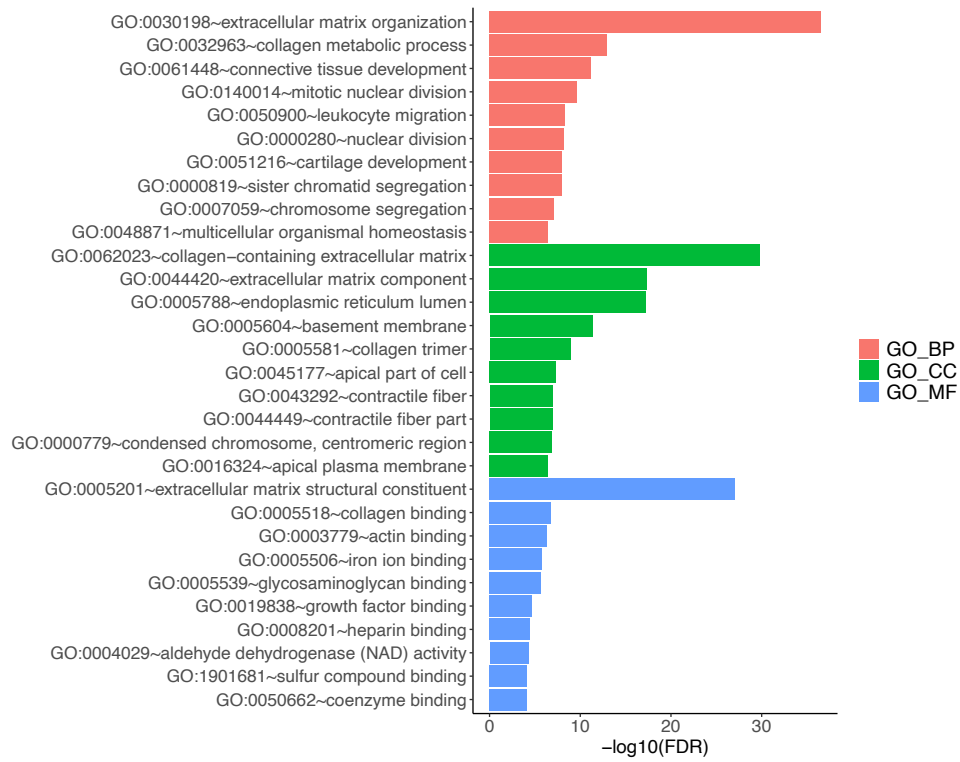 GO:0030198~extracellular matrix organization
GO:0032963~collagen metabolic process
GO:0061448~connective tissue development
GO:0140014~mitotic nuclear division
GO:0050900~leukocyte migration
GO:0000280~nuclear division
GO:0051216~cartilage development
GO:0000819~sister chromatid segregation
GO:0007059~chromosome segregation
GO:0048871~multicellular organismal homeostasis
GO:0062023~collagen−containing extracellular matrix
GO:0044420~extracellular matrix component
GO:0005788~endoplasmic reticulum lumen
GO:0005604~basement membrane
GO:0005581~collagen trimer
GO:0045177~apical part of cell
GO:0043292~contractile fiber
GO:0044449~contractile fiber part
GO:0000779~condensed chromosome, centromeric region
GO:0016324~apical plasma membrane
GO:0005201~extracellular matrix structural constituent
GO:0005518~collagen binding
GO:0003779~actin binding
GO:0005506~iron ion binding
GO:0005539~glycosaminoglycan binding
GO:0019838~growth factor binding
GO:0008201~heparin binding
GO:0004029~aldehyde dehydrogenase (NAD) activity
GO:1901681~sulfur compound binding
GO:0050662~coenzyme binding
0 10 20 30
−log10(FDR)
GO_BP
GO_CC
GO_MF